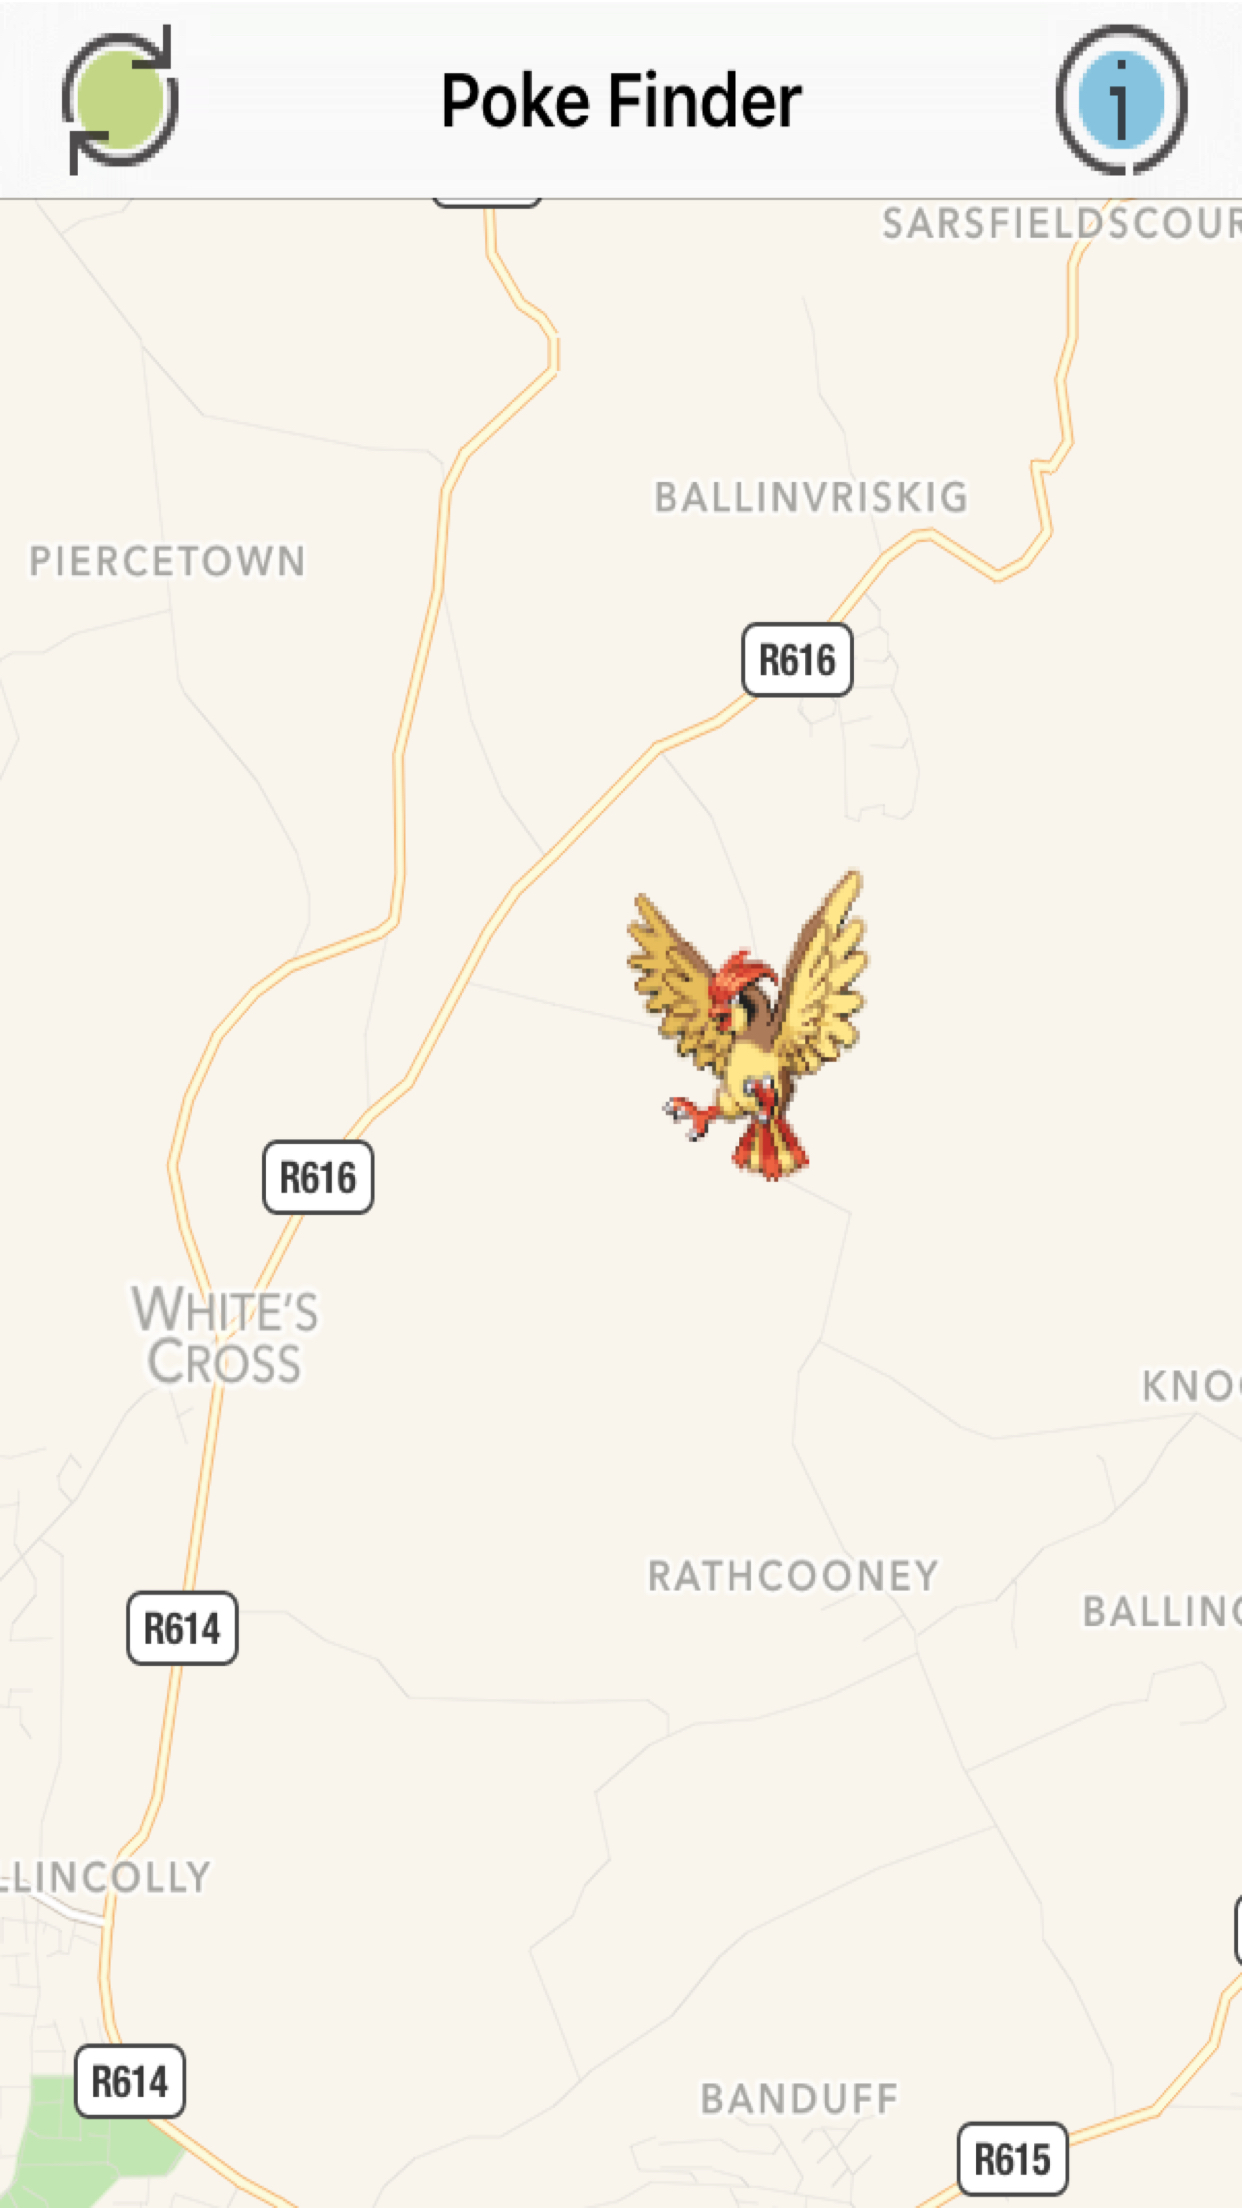 Poke Finder
SARSFIELDSCOUR
BALLINVRISKIG
PIERCETOWN
R616
R616
WHITE'S
CROSS
KNO
RATHCOONEY
BALLIN
R614
LLINCOLLY
R614
BANDUFF
R615